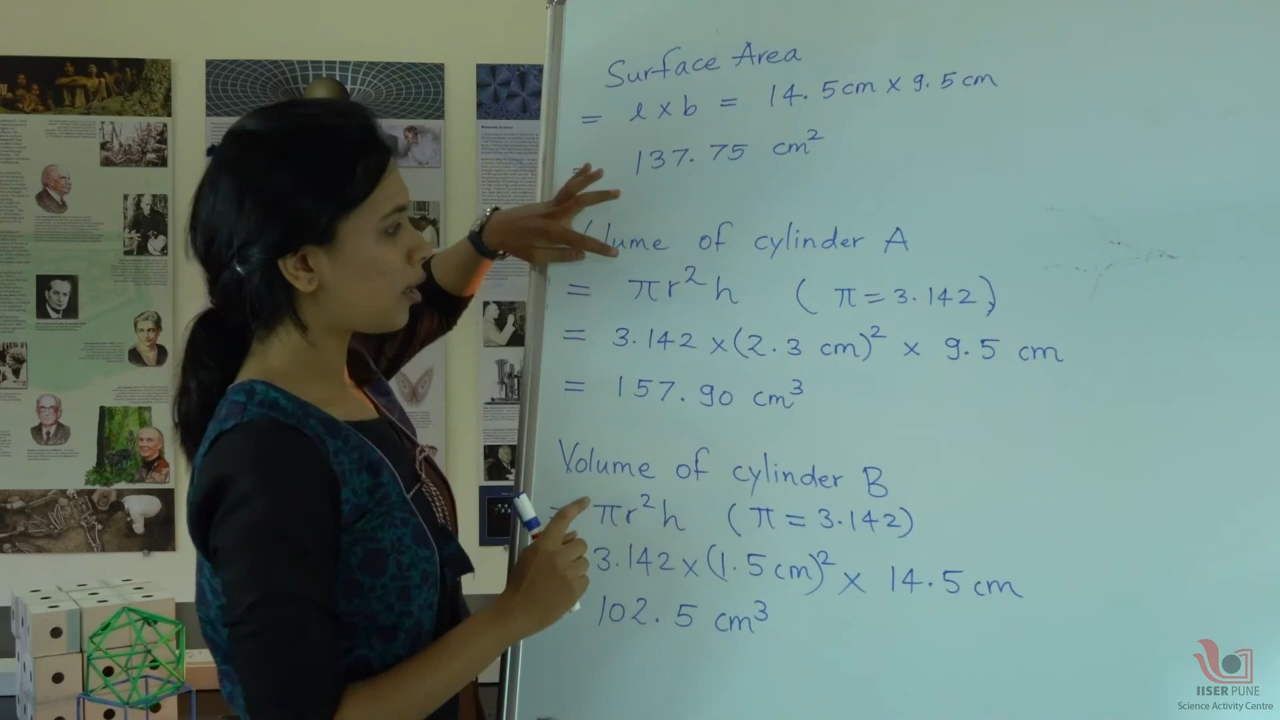 Surface Area
= l × b = 14.5 cm × 9.5 cm
137.75 cm²
lume of cylinder A
= πr²h (π = 3.142)
= 3.142 × (2.3 cm)² × 9.5 cm
= 157.90 cm³
Volume of cylinder B
= πr²h (π = 3.142)
3.142 × (1.5 cm)² × 14.5 cm
102.5 cm³
IISER PUNE
Science Activity Centre